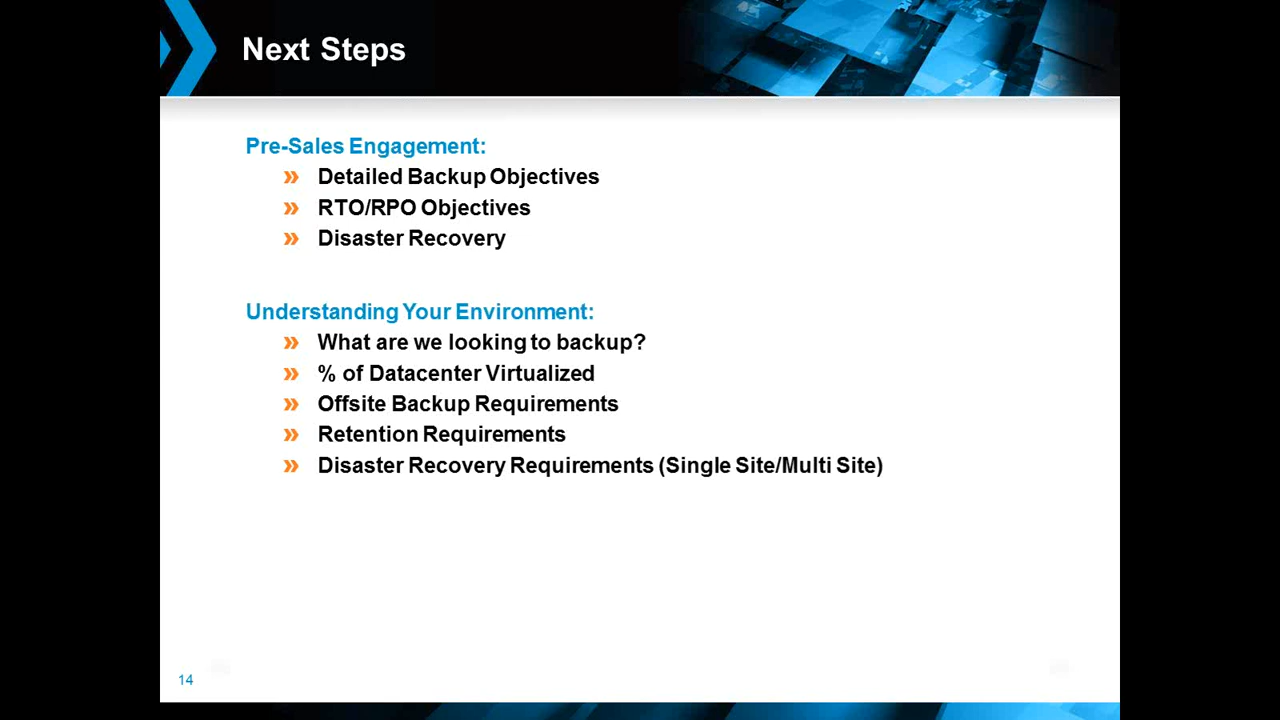 Next Steps
Pre-Sales Engagement:
» Detailed Backup Objectives
» RTO/RPO Objectives
» Disaster Recovery
Understanding Your Environment:
» What are we looking to backup?
» % of Datacenter Virtualized
» Offsite Backup Requirements
» Retention Requirements
» Disaster Recovery Requirements (Single Site/Multi Site)
14